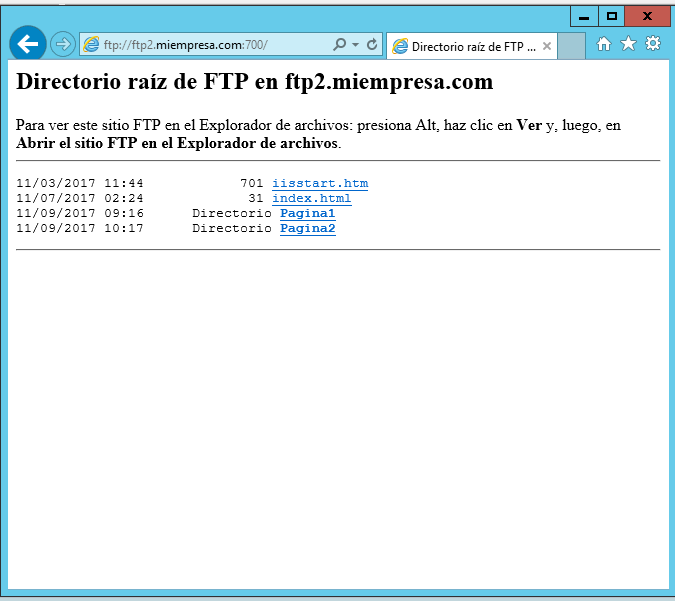 ftp://ftp2.miempresa.com:700/
Directorio raíz de FTP ...
Directorio raíz de FTP en ftp2.miempresa.com
Para ver este sitio FTP en el Explorador de archivos: presiona Alt, haz clic en Ver y, luego, en
Abrir el sitio FTP en el Explorador de archivos.
11/03/2017 11:44 701 iisstart.htm
11/07/2017 02:24 31 index.html
11/09/2017 09:16 Directorio Pagina1
11/09/2017 10:17 Directorio Pagina2